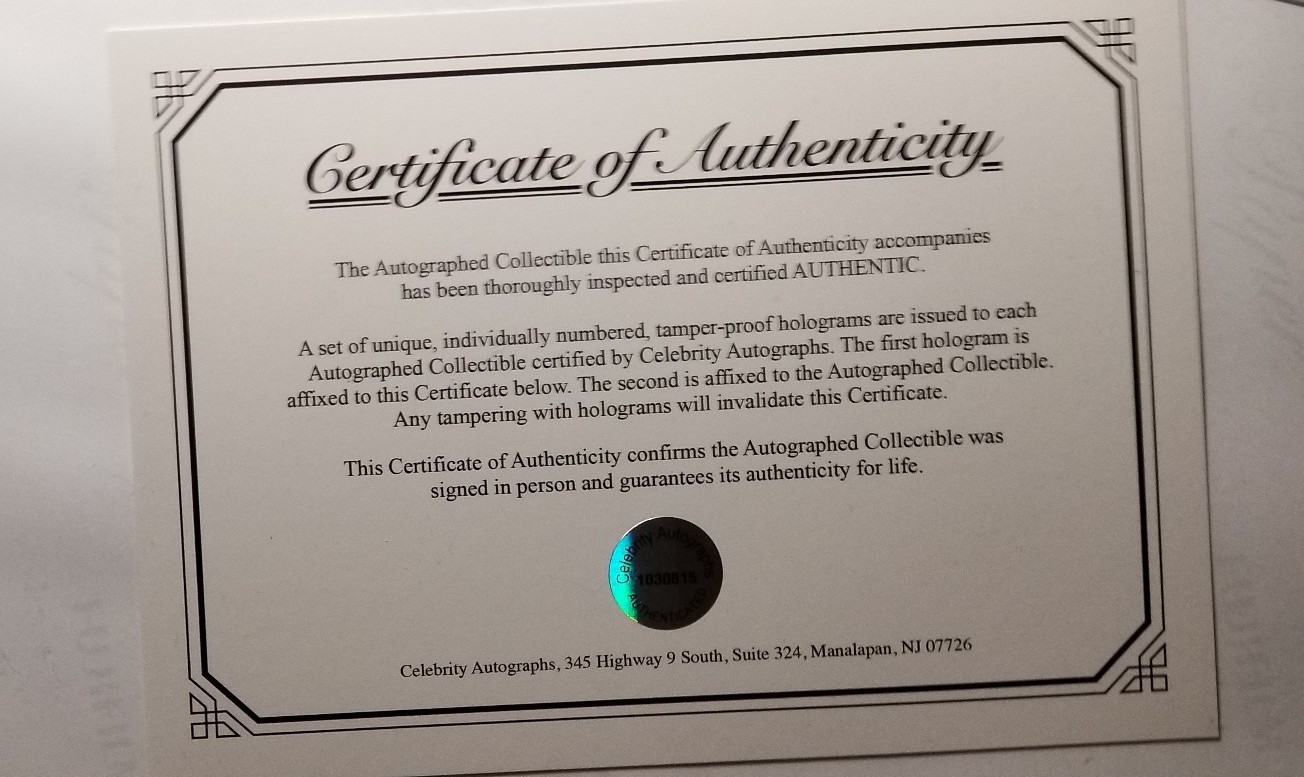 Certificate of Authenticity
The Autographed Collectible this Certificate of Authenticity accompanies
has been thoroughly inspected and certified AUTHENTIC.
A set of unique, individually numbered, tamper-proof holograms are issued to each
Autographed Collectible certified by Celebrity Autographs. The first hologram is
affixed to this Certificate below. The second is affixed to the Autographed Collectible.
Any tampering with holograms will invalidate this Certificate.
This Certificate of Authenticity confirms the Autographed Collectible was
signed in person and guarantees its authenticity for life.
Celebrity Autographs
AUTHENTICATED
Celebrity Autographs, 345 Highway 9 South, Suite 324, Manalapan, NJ 07726